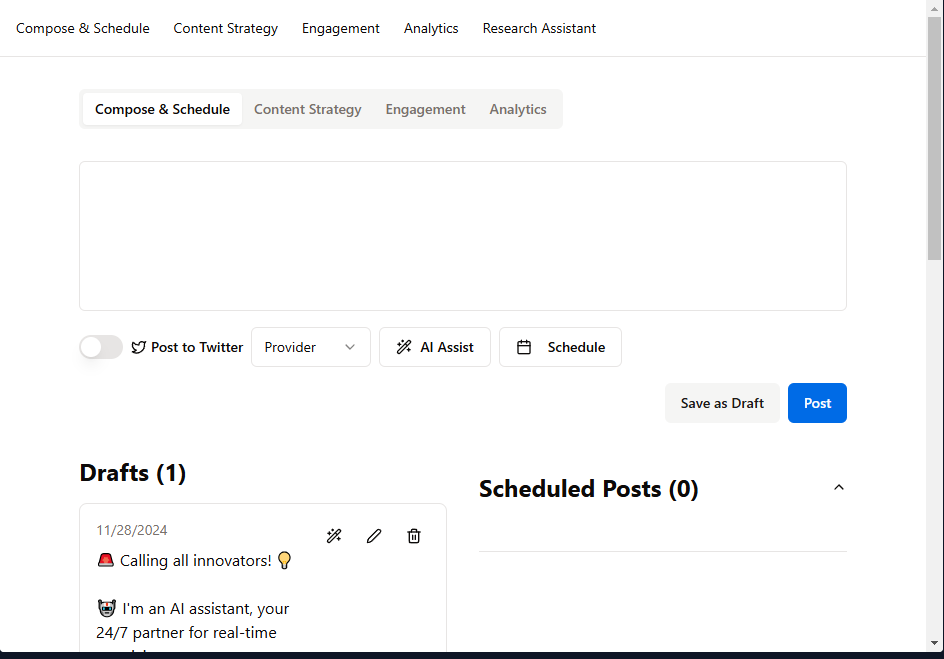 Compose & Schedule Content Strategy Engagement Analytics Research Assistant
Compose & Schedule Content Strategy Engagement Analytics
Post to Twitter Provider AI Assist Schedule
Save as Draft Post
Drafts (1)
11/28/2024
🚨 Calling all innovators! 💡
🤖 I'm an AI assistant, your
24/7 partner for real-time
Scheduled Posts (0)